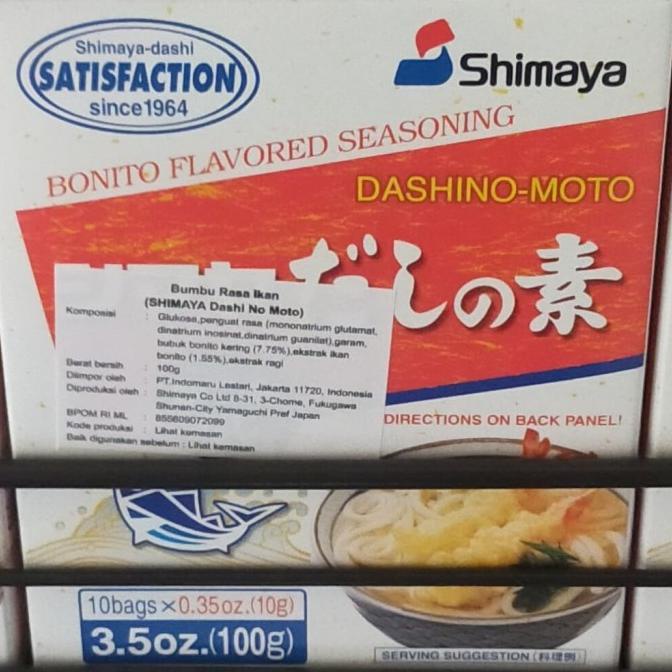 Shimaya-dashi
SATISFACTION
since1964
Shimaya
BONITO FLAVORED SEASONING
DASHINO-MOTO
だしの素
Bumbu Rasa Ikan
(SHIMAYA Dashi No Moto)
Komposisi : Glukosa,penguat rasa (mononatrium glutamat,
dinatrium inosinat,dinatrium guanilat),garam,
bubuk bonito kering (7.75%),ekstrak ikan
bonito (1.55%),ekstrak ragi
Berat bersih : 100g
Diimpor oleh : PT.Indomaru Lestari, Jakarta 11720, Indonesia
Diproduksi oleh : Shimaya Co Ltd 8-31, 3-Chome, Fukugawa
Shunan-City Yamaguchi Pref Japan
BPOM RI ML : 855609072099
Kode produksi : Lihat kemasan
Baik digunakan sebelum : Lihat kemasan
DIRECTIONS ON BACK PANEL!
10bags×0.35oz.(10g)
3.5oz.(100g)
SERVING SUGGESTION (料理例)